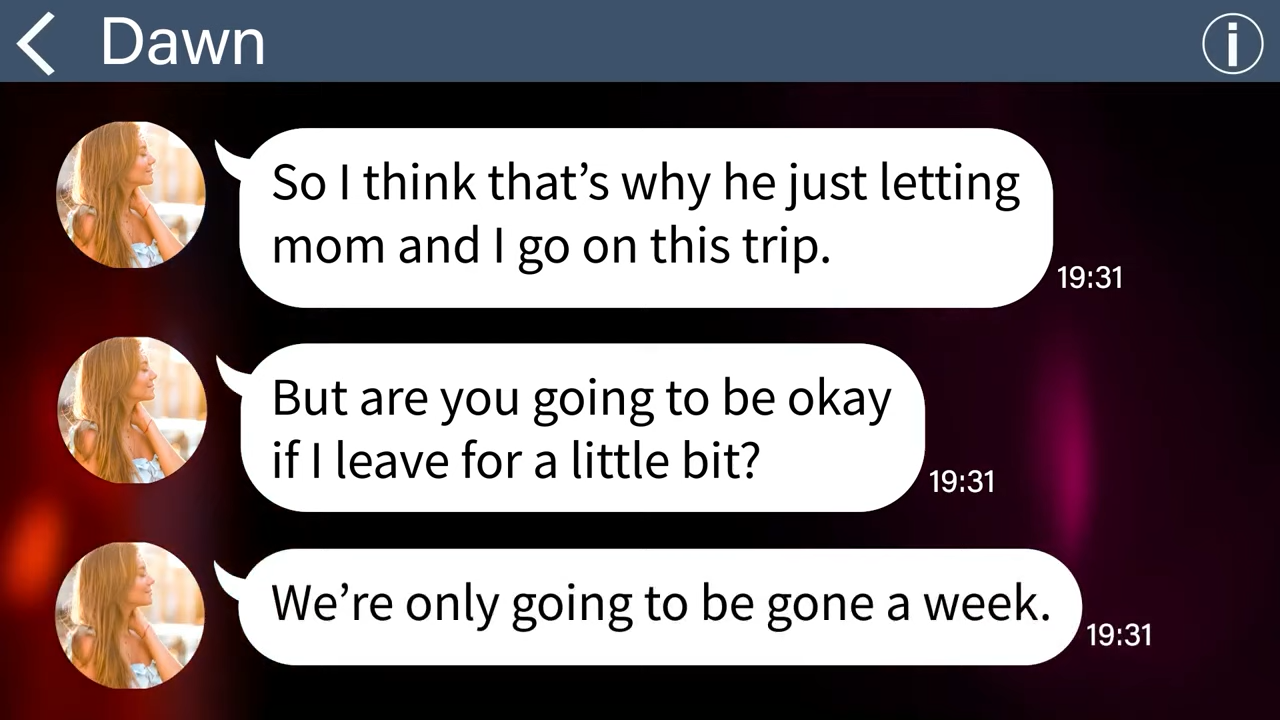 Dawn
So I think that’s why he just letting
mom and I go on this trip.
19:31
But are you going to be okay
if I leave for a little bit?
19:31
We’re only going to be gone a week.
19:31